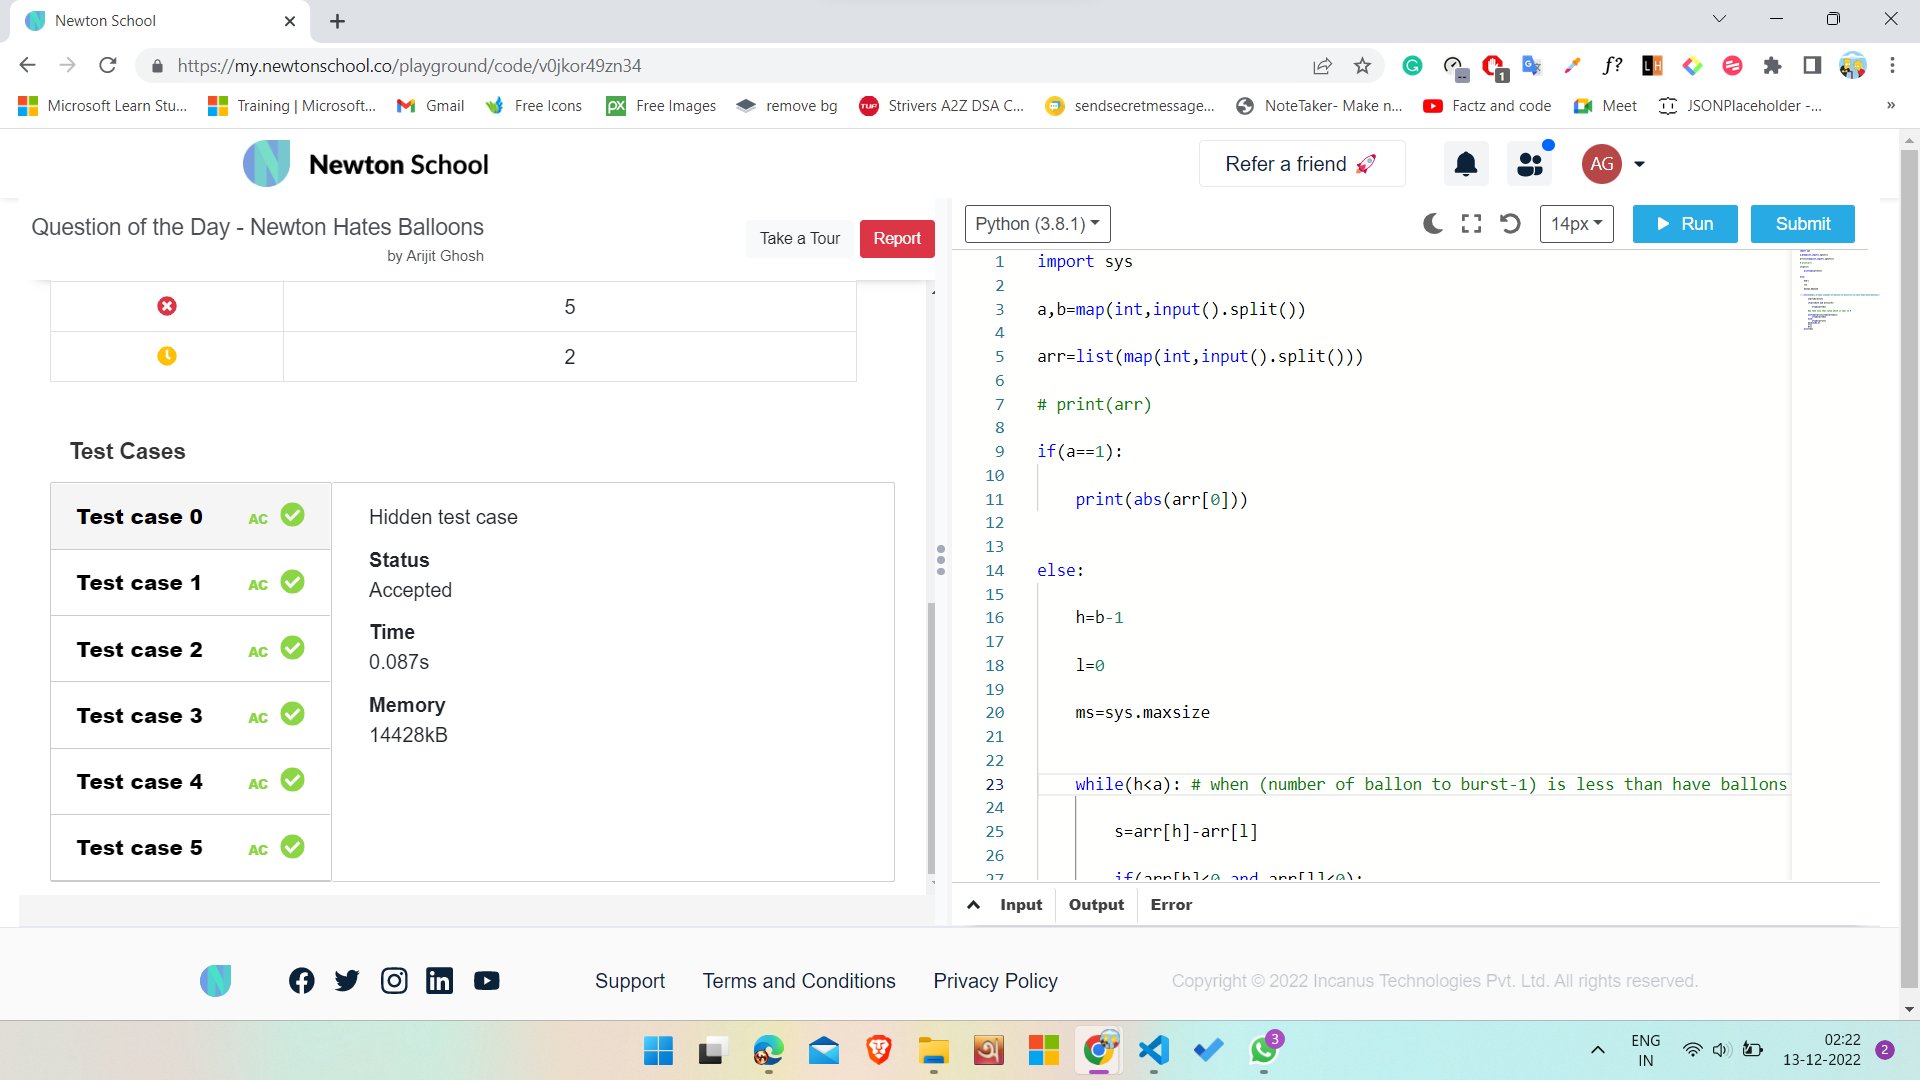 Newton School
https://my.newtonschool.co/playground/code/v0jkor49zn34
Microsoft Learn Stu...
Training | Microsoft...
Gmail
Free Icons
Free Images
remove bg
Strivers A2Z DSA C...
sendsecretmessage...
NoteTaker- Make n...
Factz and code
Meet
JSONPlaceholder -...
»
Newton School
Refer a friend 🚀
AG
Question of the Day - Newton Hates Balloons
by Arijit Ghosh
Take a Tour
Report
5
2
Test Cases
Test case 0 AC
Test case 1 AC
Test case 2 AC
Test case 3 AC
Test case 4 AC
Test case 5 AC
Hidden test case
Status
Accepted
Time
0.087s
Memory
14428kB
Python (3.8.1)
14px
Run
Submit
1 import sys
2
3 a,b=map(int,input().split())
4
5 arr=list(map(int,input().split()))
6
7 # print(arr)
8
9 if(a==1):
10
11 print(abs(arr[0]))
12
13
14 else:
15
16 h=b-1
17
18 l=0
19
20 ms=sys.maxsize
21
22
23 while(h<a): # when (number of ballon to burst-1) is less than have ballons
24
25 s=arr[h]-arr[l]
26
27 if(arr[h]<0 and arr[l]<0):
Input
Output
Error
Support
Terms and Conditions
Privacy Policy
Copyright © 2022 Incanus Technologies Pvt. Ltd. All rights reserved.
3
ENG
IN
02:22
13-12-2022
2